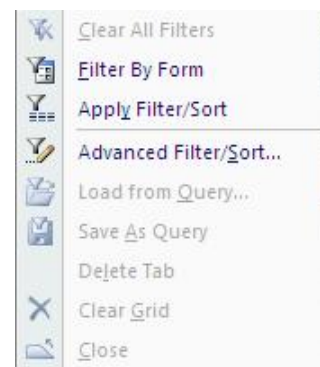 Clear All Filters
Filter By Form
Apply Filter/Sort
Advanced Filter/Sort...
Load from Query...
Save As Query
Delete Tab
Clear Grid
Close